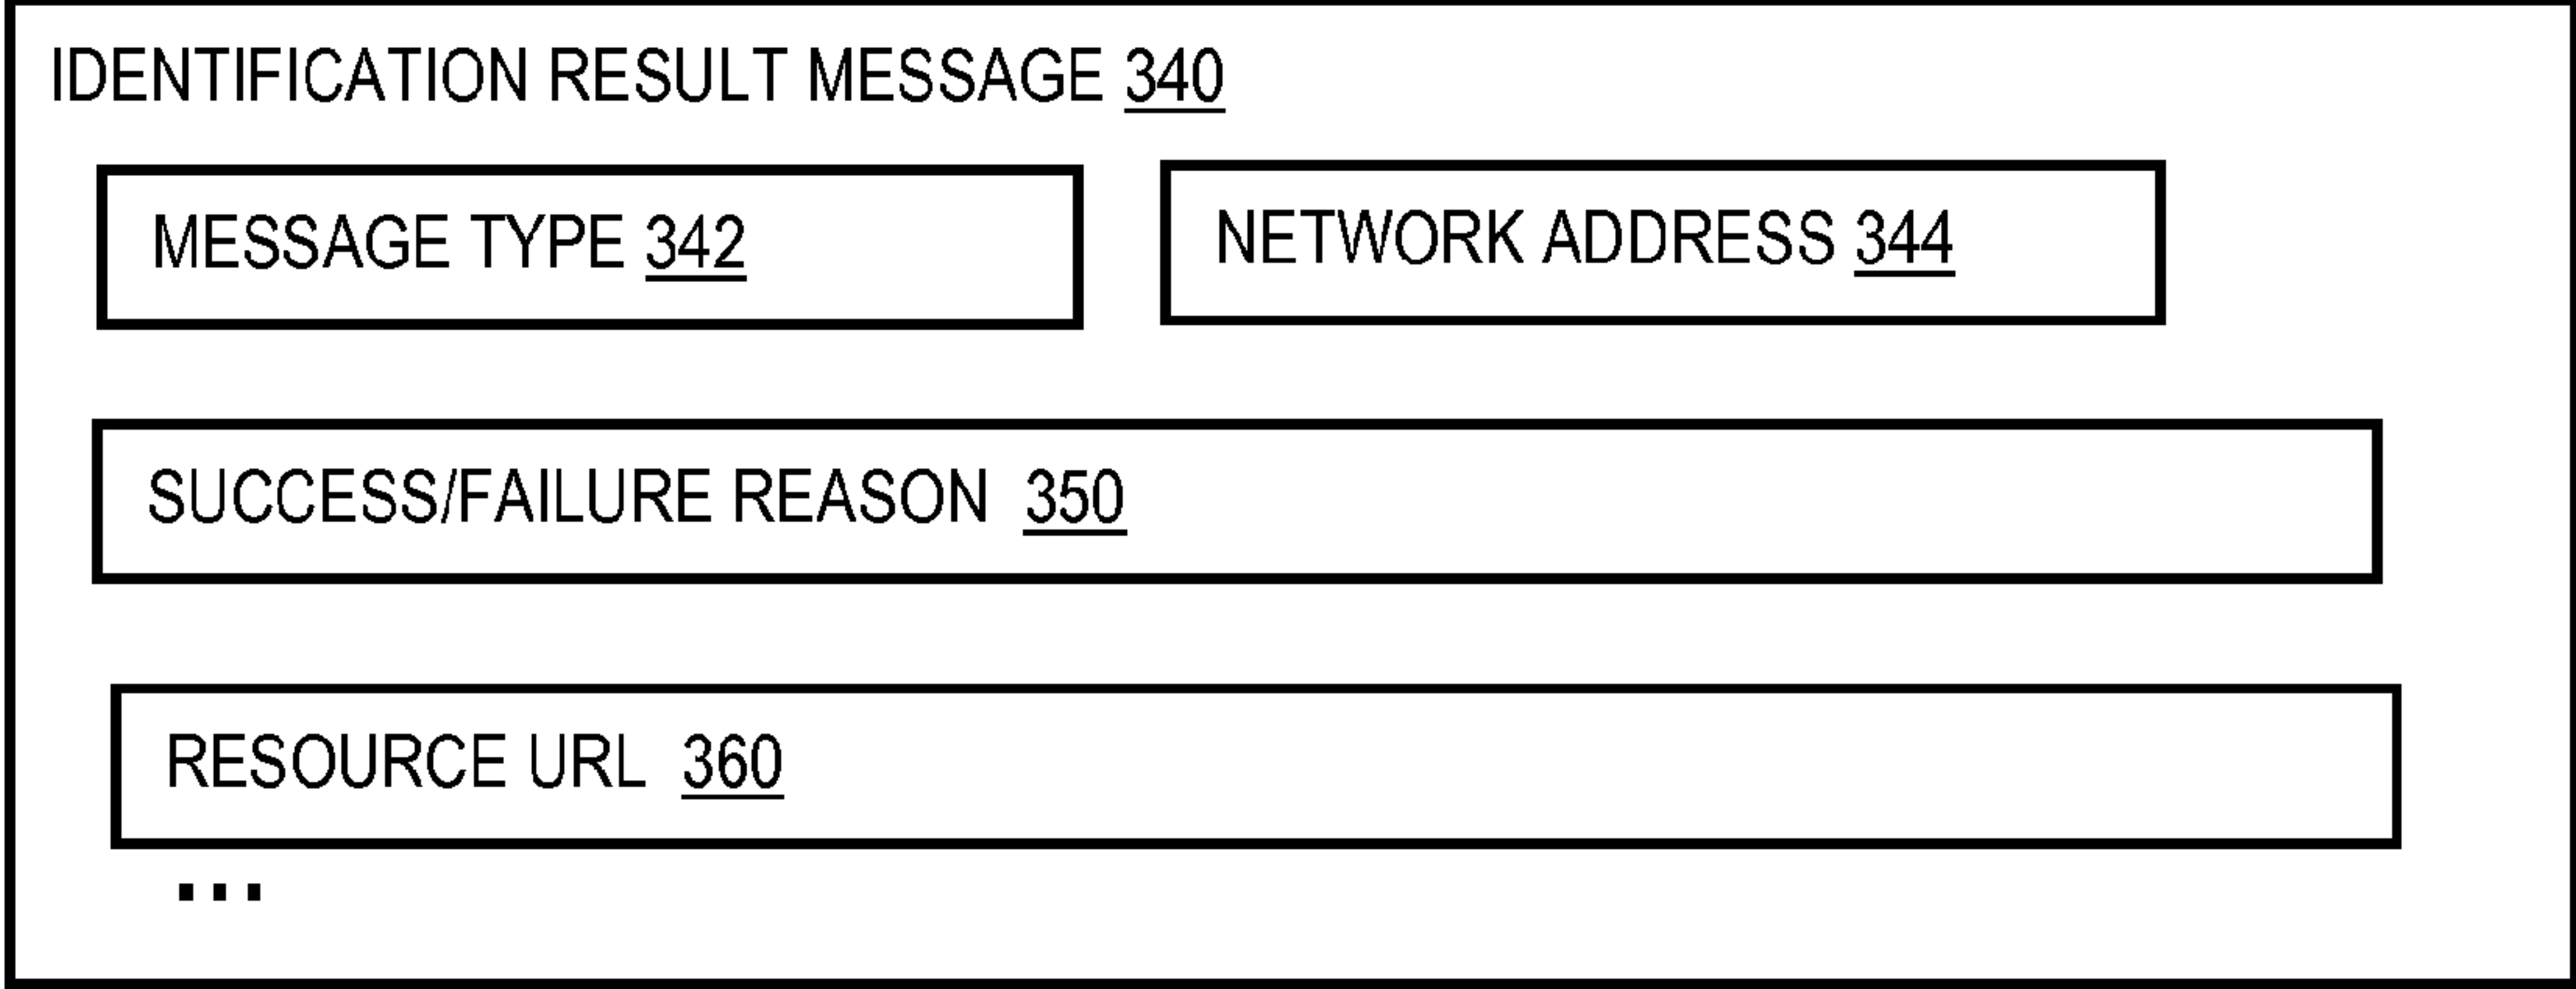 IDENTIFICATION RESULT MESSAGE 340
MESSAGE TYPE 342
NETWORK ADDRESS 344
SUCCESS/FAILURE REASON 350
RESOURCE URL 360
...